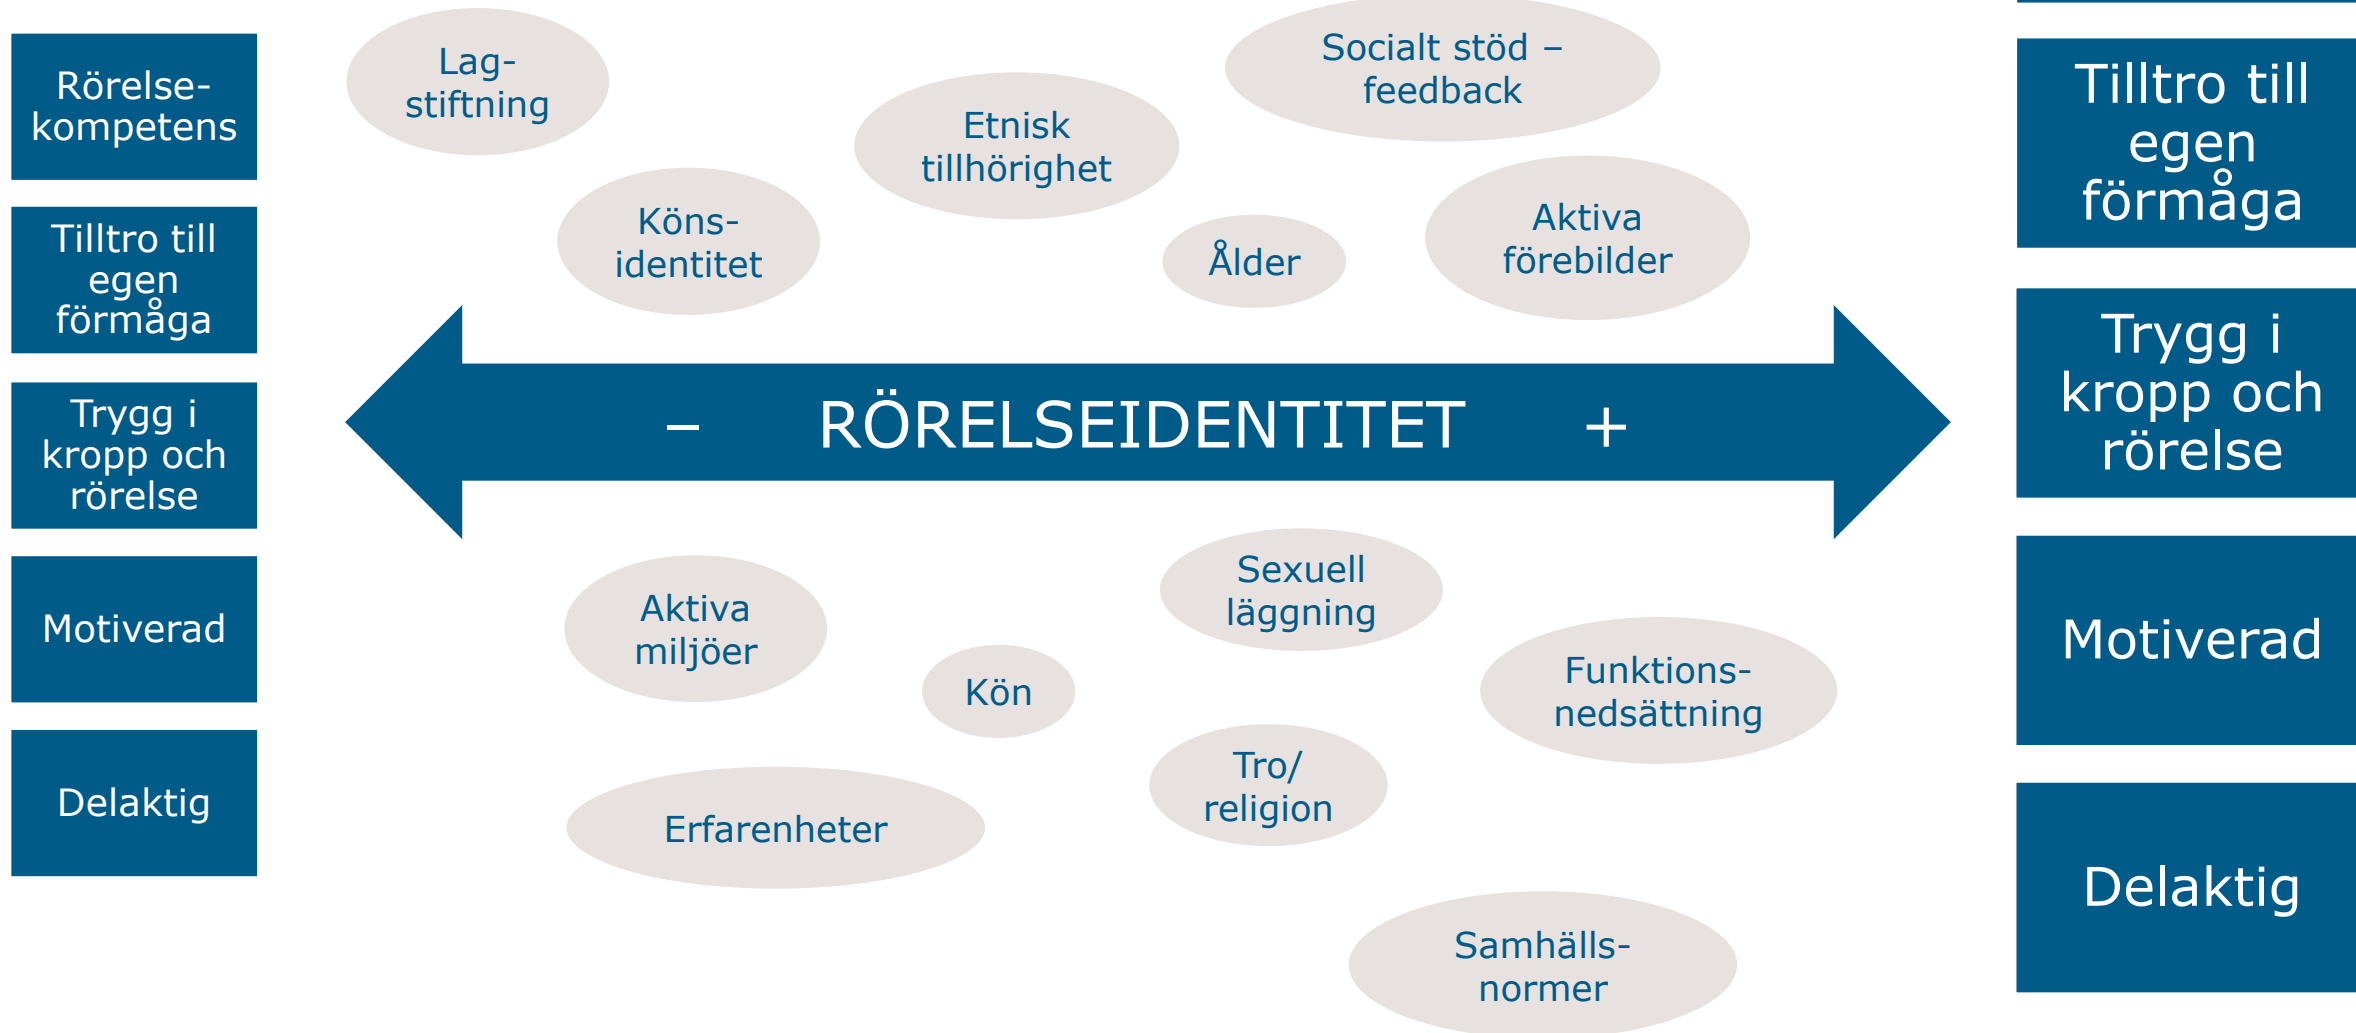 Rörelse-
kompetens
Tilltro till
egen
förmåga
Trygg i
kropp och
rörelse
Motiverad
Delaktig
Lag-
stiftning
Köns-
identitet
Etnisk
tillhörighet
Socialt stöd –
feedback
Ålder
Aktiva
förebilder
– RÖRELSEIDENTITET +
Aktiva
miljöer
Kön
Erfarenheter
Sexuell
läggning
Tro/
religion
Funktions-
nedsättning
Samhälls-
normer
Tilltro till
egen
förmåga
Trygg i
kropp och
rörelse
Motiverad
Delaktig